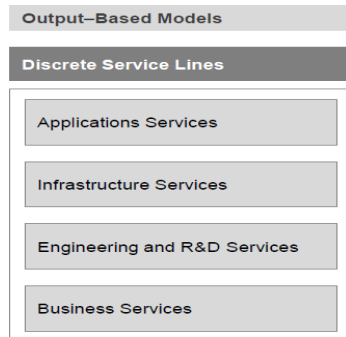 Output–Based Models
Discrete Service Lines
Applications Services
Infrastructure Services
Engineering and R&D Services
Business Services